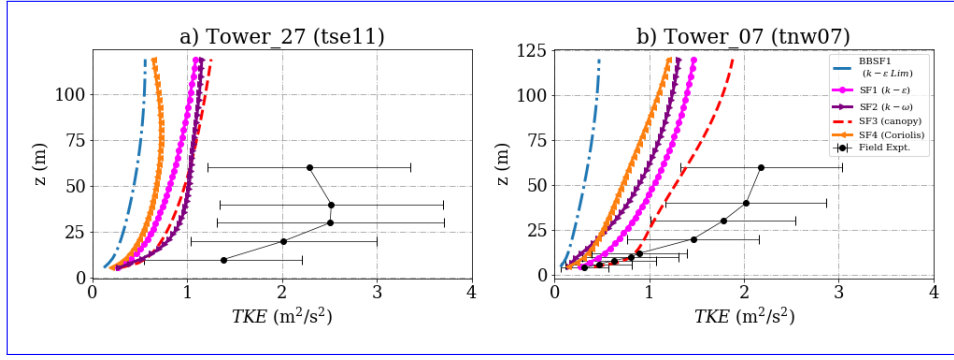 a) Tower_27 (tse11)
z (m)
100
75
50
25
0
0 1 2 3 4
TKE (m²/s²)
b) Tower_07 (tnw07)
z (m)
125
100
75
50
25
0
0 1 2 3 4
TKE (m²/s²)
BBSF1
(k − ε Lim)
SF1 (k − ε)
SF2 (k − ω)
SF3 (canopy)
SF4 (Coriolis)
Field Expt.